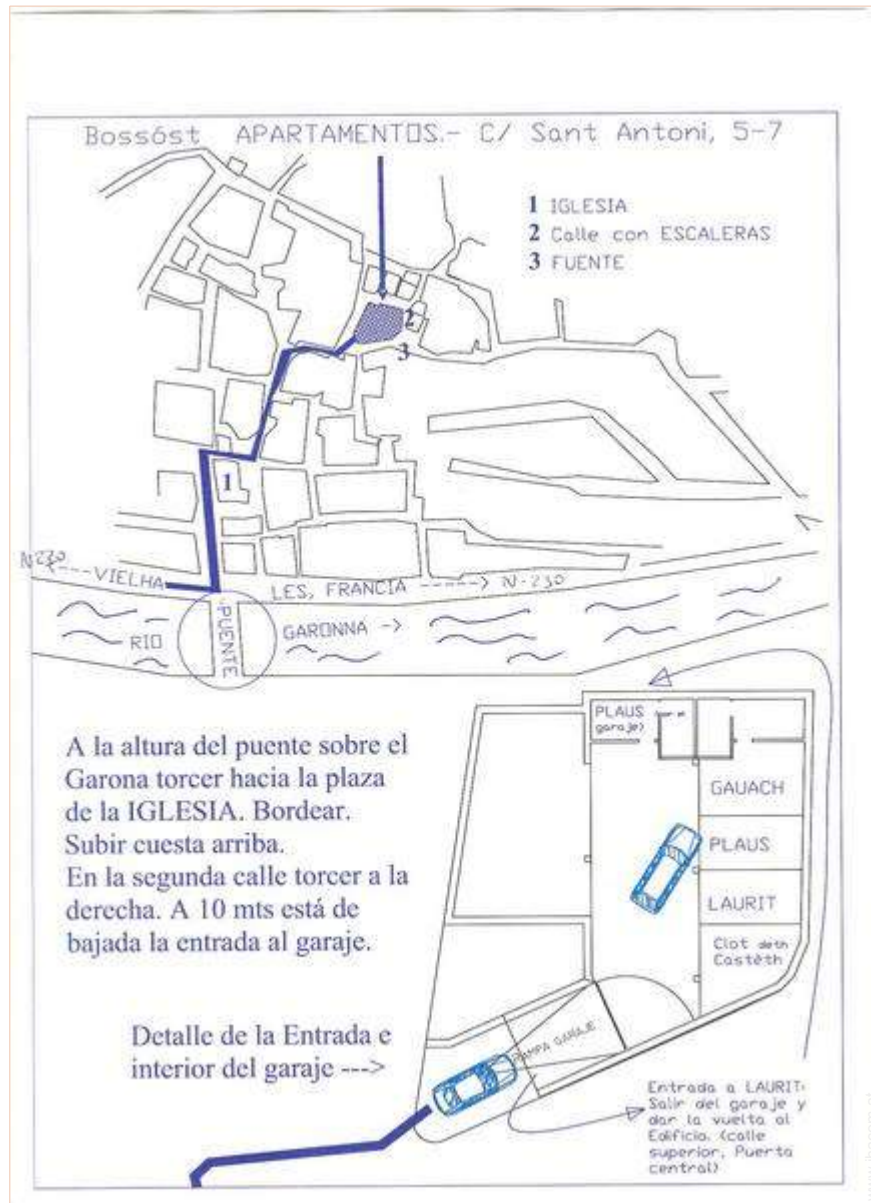 Bossóst APARTAMENTOS.- C/ Sant Antoni, 5-7
1 IGLESIA
2 Calle con ESCALERAS
3 FUENTE
2
3
1
N-230
<----VIELHA
LES, FRANCIA -----> N-230
RIO
PUENTE
GARONNA ->
A la altura del puente sobre el
Garona torcer hacia la plaza
de la IGLESIA. Bordear.
Subir cuesta arriba.
En la segunda calle torcer a la
derecha. A 10 mts está de
bajada la entrada al garaje.
PLAUS (por el
garaje)
GAUACH
PLAUS
LAURIT
Clot deth
Castèth
RAMPA GARAJE
Detalle de la Entrada e
interior del garaje --->
Entrada a LAURIT:
Salir del garaje y
dar la vuelta al
Edificio. (calle
superior, Puerta
central)